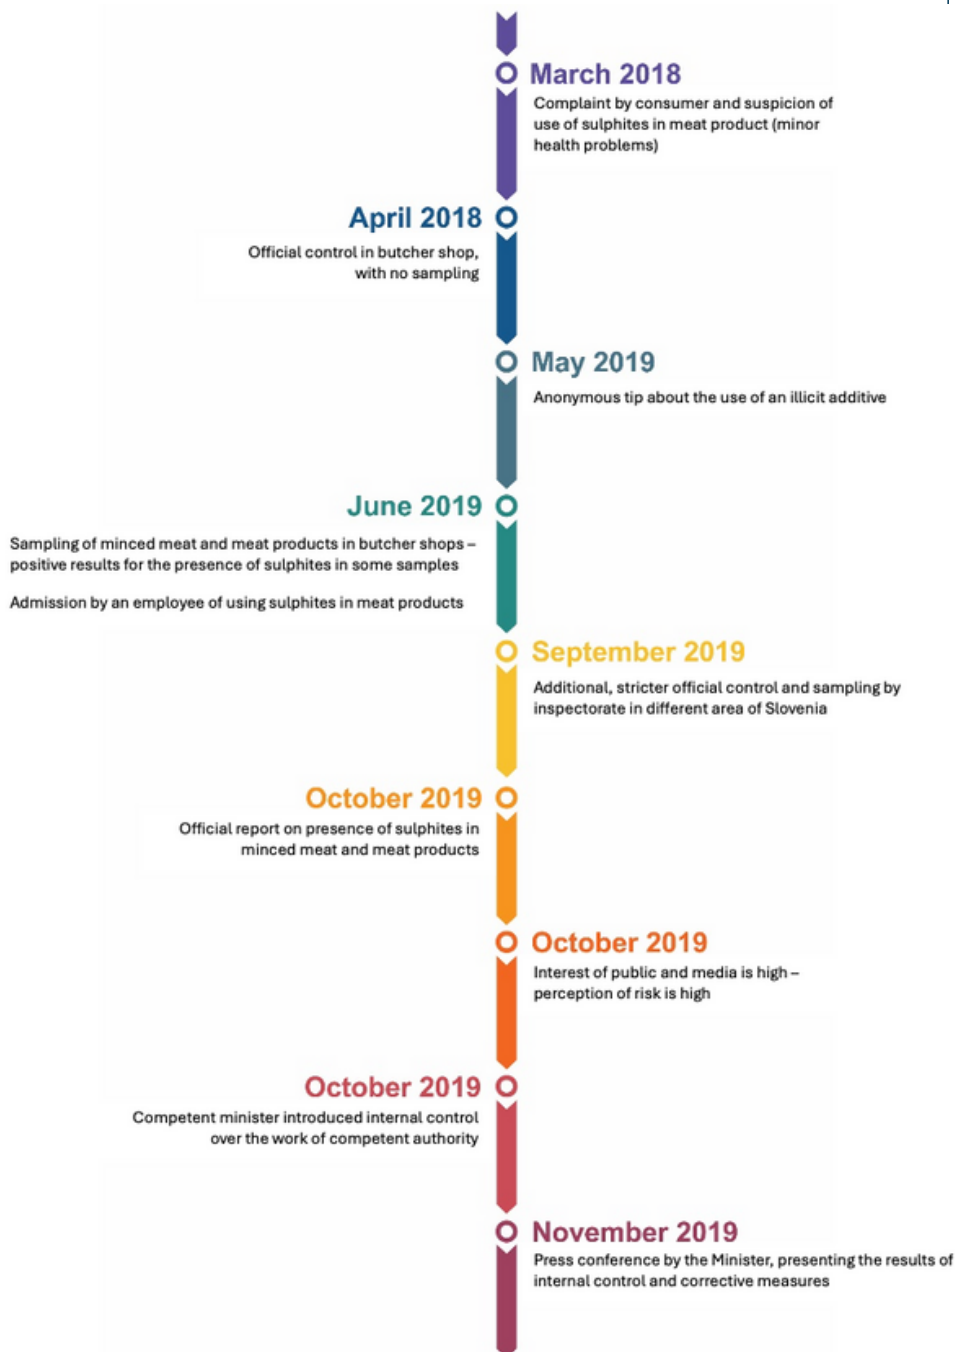 March 2018
Complaint by consumer and suspicion of
use of sulphites in meat product (minor
health problems)
April 2018
Official control in butcher shop,
with no sampling
May 2019
Anonymous tip about the use of an illicit additive
June 2019
Sampling of minced meat and meat products in butcher shops –
positive results for the presence of sulphites in some samples
Admission by an employee of using sulphites in meat products
September 2019
Additional, stricter official control and sampling by
inspectorate in different area of Slovenia
October 2019
Official report on presence of sulphites in
minced meat and meat products
October 2019
Interest of public and media is high –
perception of risk is high
October 2019
Competent minister introduced internal control
over the work of competent authority
November 2019
Press conference by the Minister, presenting the results of
internal control and corrective measures